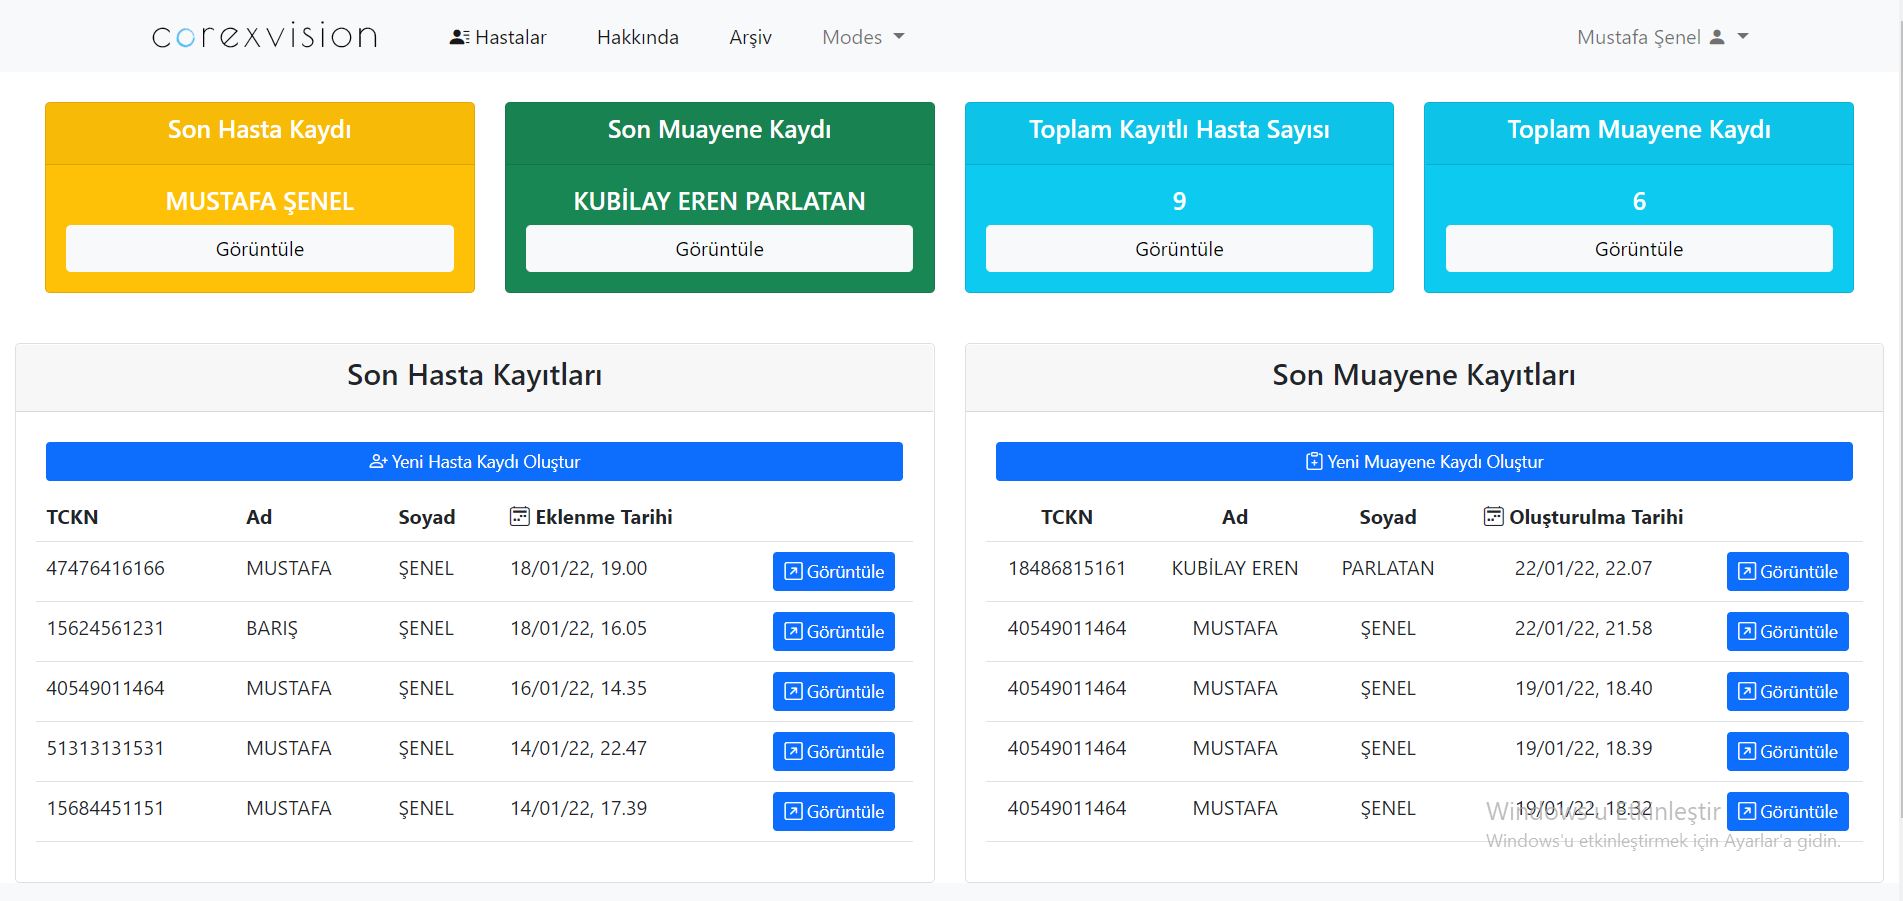 corexvision Hastalar Hakkında Arşiv Modes Mustafa Şenel
Son Hasta Kaydı
MUSTAFA ŞENEL
Görüntüle
Son Muayene Kaydı
KUBİLAY EREN PARLATAN
Görüntüle
Toplam Kayıtlı Hasta Sayısı
9
Görüntüle
Toplam Muayene Kaydı
6
Görüntüle
Son Hasta Kayıtları
Yeni Hasta Kaydı Oluştur
TCKN Ad Soyad Eklenme Tarihi
47476416166 MUSTAFA ŞENEL 18/01/22, 19.00 Görüntüle
15624561231 BARIŞ ŞENEL 18/01/22, 16.05 Görüntüle
40549011464 MUSTAFA ŞENEL 16/01/22, 14.35 Görüntüle
51313131531 MUSTAFA ŞENEL 14/01/22, 22.47 Görüntüle
15684451151 MUSTAFA ŞENEL 14/01/22, 17.39 Görüntüle
Son Muayene Kayıtları
Yeni Muayene Kaydı Oluştur
TCKN Ad Soyad Oluşturulma Tarihi
18486815161 KUBİLAY EREN PARLATAN 22/01/22, 22.07 Görüntüle
40549011464 MUSTAFA ŞENEL 22/01/22, 21.58 Görüntüle
40549011464 MUSTAFA ŞENEL 19/01/22, 18.40 Görüntüle
40549011464 MUSTAFA ŞENEL 19/01/22, 18.39 Görüntüle
40549011464 MUSTAFA ŞENEL 19/01/22, 18.32 Görüntüle
Windows'u Etkinleştir
Windows'u etkinleştirmek için Ayarlar'a gidin.